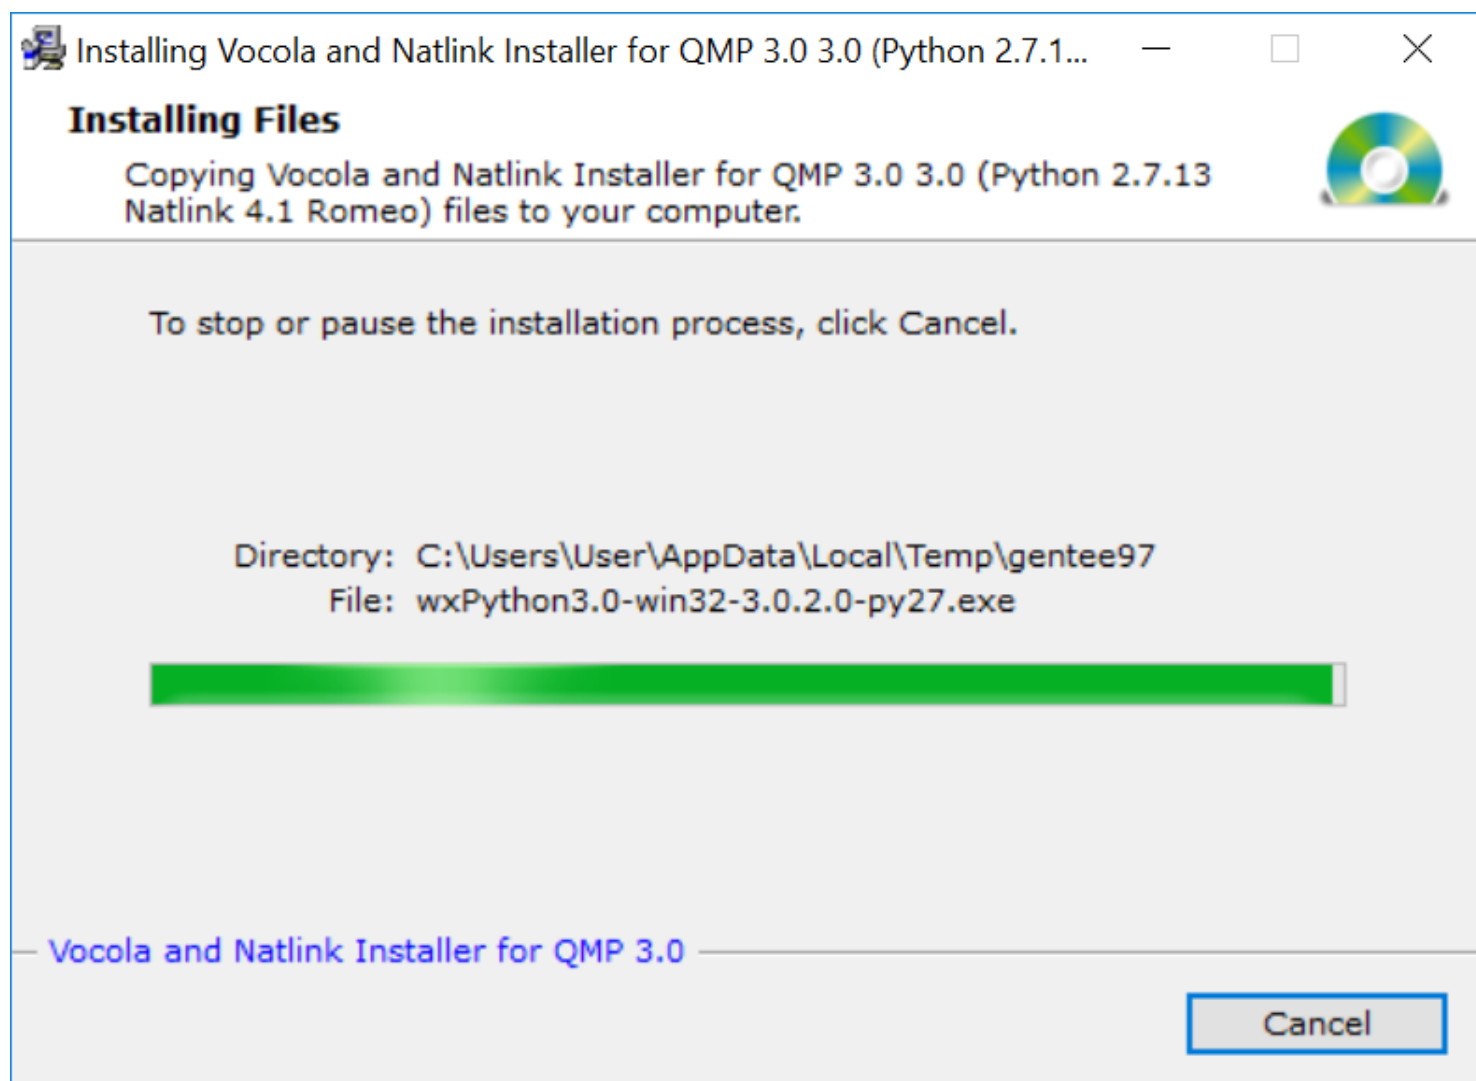 Installing Vocola and Natlink Installer for QMP 3.0 3.0 (Python 2.7.1...
Installing Files
Copying Vocola and Natlink Installer for QMP 3.0 3.0 (Python 2.7.13
Natlink 4.1 Romeo) files to your computer.
To stop or pause the installation process, click Cancel.
Directory: C:\Users\User\AppData\Local\Temp\gentee97
File: wxPython3.0-win32-3.0.2.0-py27.exe
Vocola and Natlink Installer for QMP 3.0
Cancel